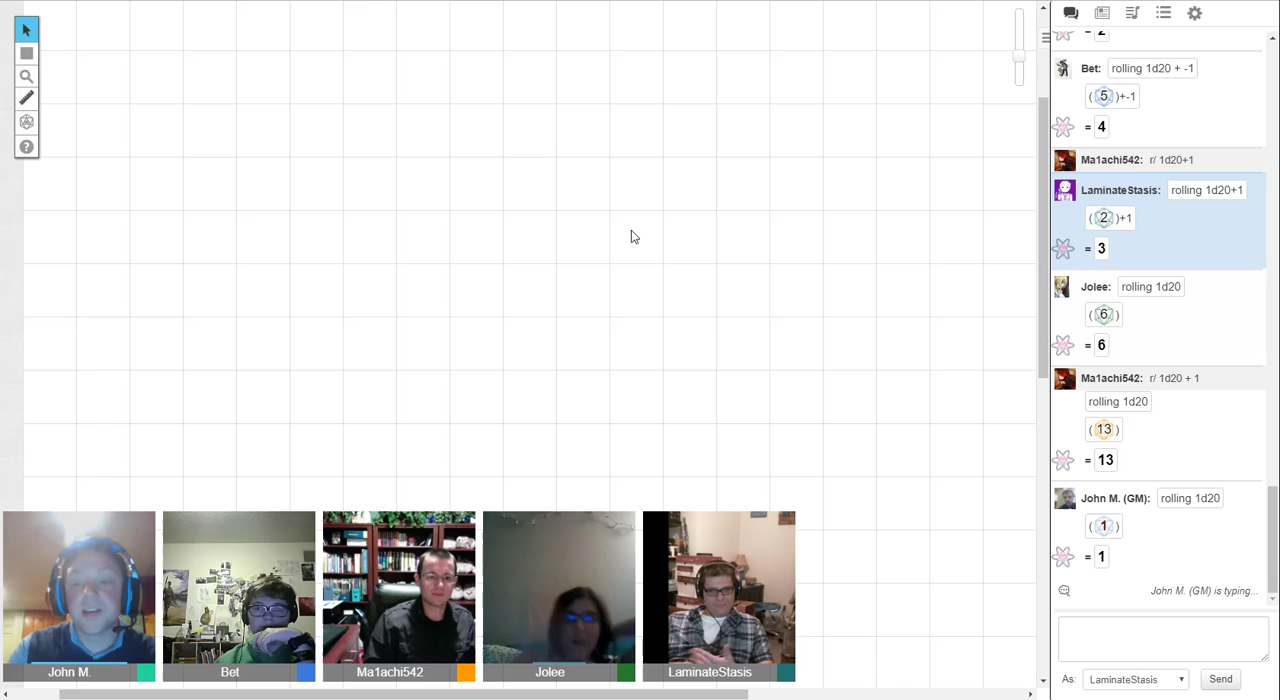 = 2
Bet: rolling 1d20 + -1
(5)+-1
= 4
Ma1achi542: r/ 1d20+1
LaminateStasis: rolling 1d20+1
(2)+1
= 3
Jolee: rolling 1d20
(6)
= 6
Ma1achi542: r/ 1d20 + 1
rolling 1d20
(13)
= 13
John M. (GM): rolling 1d20
(1)
= 1
John M. (GM) is typing...
As: LaminateStasis Send
John M. Bet Ma1achi542 Jolee LaminateStasis